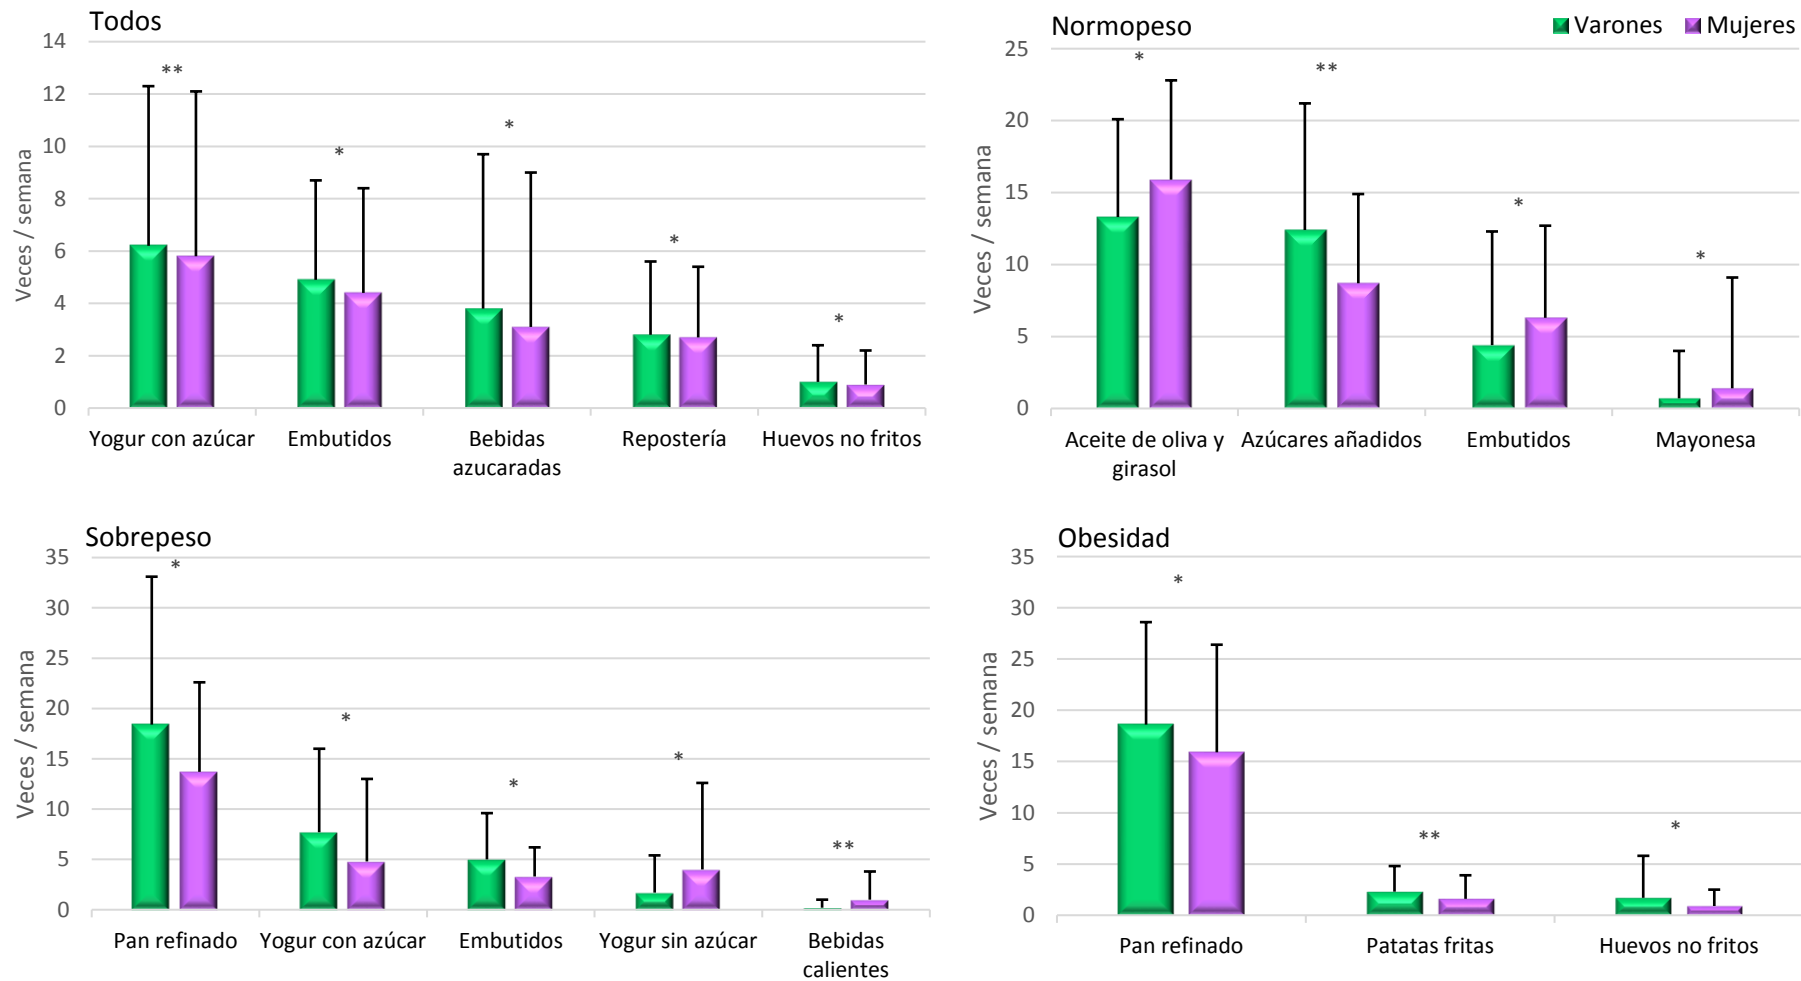 Todos
14
12
10
8
6
4
2
0
Veces / semana
**
*
*
*
*
Yogur con azúcar
Embutidos
Bebidas
azucaradas
Repostería
Huevos no fritos
Normopeso
Varones
Mujeres
25
20
15
10
5
0
Veces / semana
*
**
*
*
Aceite de oliva y
girasol
Azúcares añadidos
Embutidos
Mayonesa
Sobrepeso
35
30
25
20
15
10
5
0
Veces / semana
*
*
*
*
**
Pan refinado
Yogur con azúcar
Embutidos
Yogur sin azúcar
Bebidas
calientes
Obesidad
35
30
25
20
15
10
5
0
Veces / semana
*
**
*
Pan refinado
Patatas fritas
Huevos no fritos